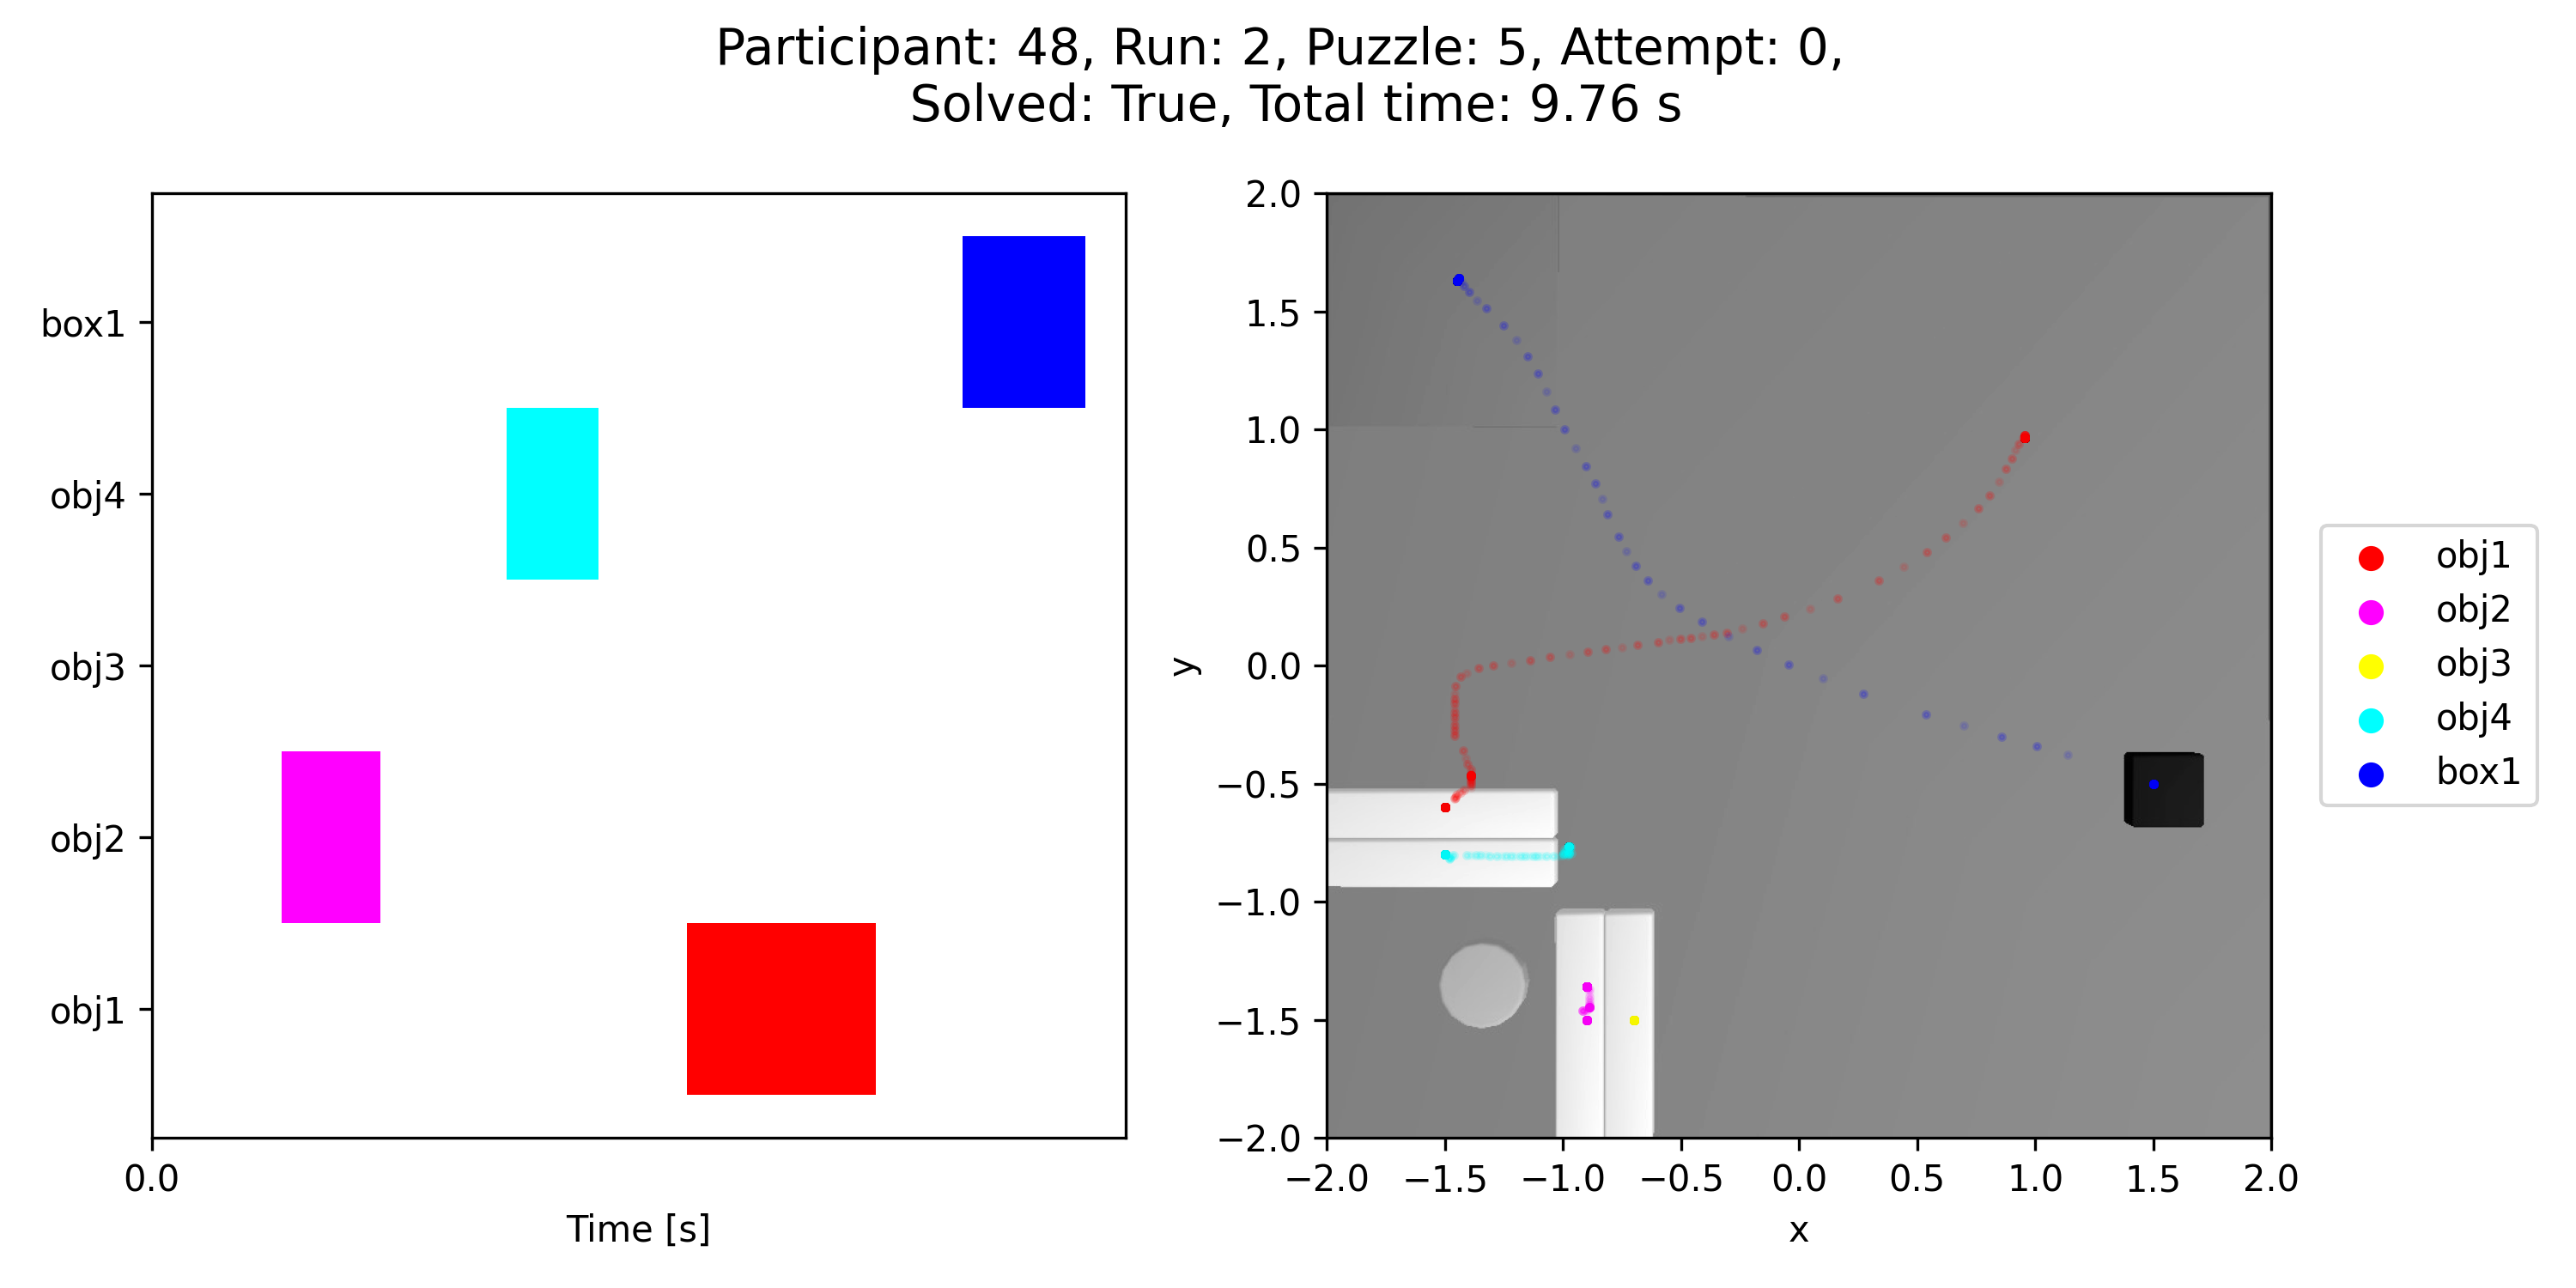 Participant: 48, Run: 2, Puzzle: 5, Attempt: 0,
Solved: True, Total time: 9.76 s
box1
obj4
obj3
obj2
obj1
0.0
Time [s]
2.0
1.5
1.0
0.5
0.0
−0.5
−1.0
−1.5
−2.0
y
−2.0 −1.5 −1.0 −0.5 0.0 0.5 1.0 1.5 2.0
x
obj1
obj2
obj3
obj4
box1